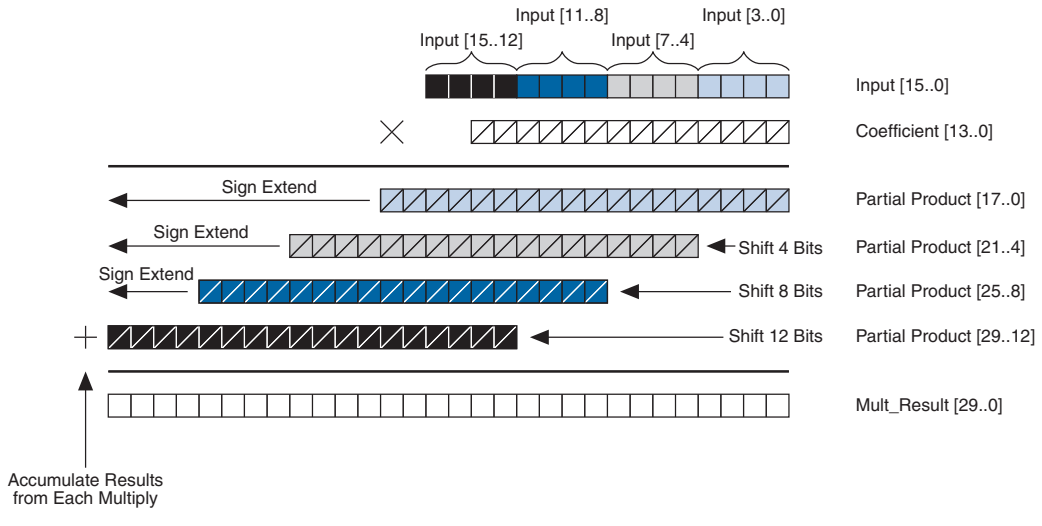 Input [11..8] Input [3..0]
Input [15..12] Input [7..4]
Input [15..0]
Coefficient [13..0]
Sign Extend
Partial Product [17..0]
Sign Extend
Shift 4 Bits
Partial Product [21..4]
Sign Extend
Shift 8 Bits
Partial Product [25..8]
Shift 12 Bits
Partial Product [29..12]
Mult_Result [29..0]
Accumulate Results
from Each Multiply